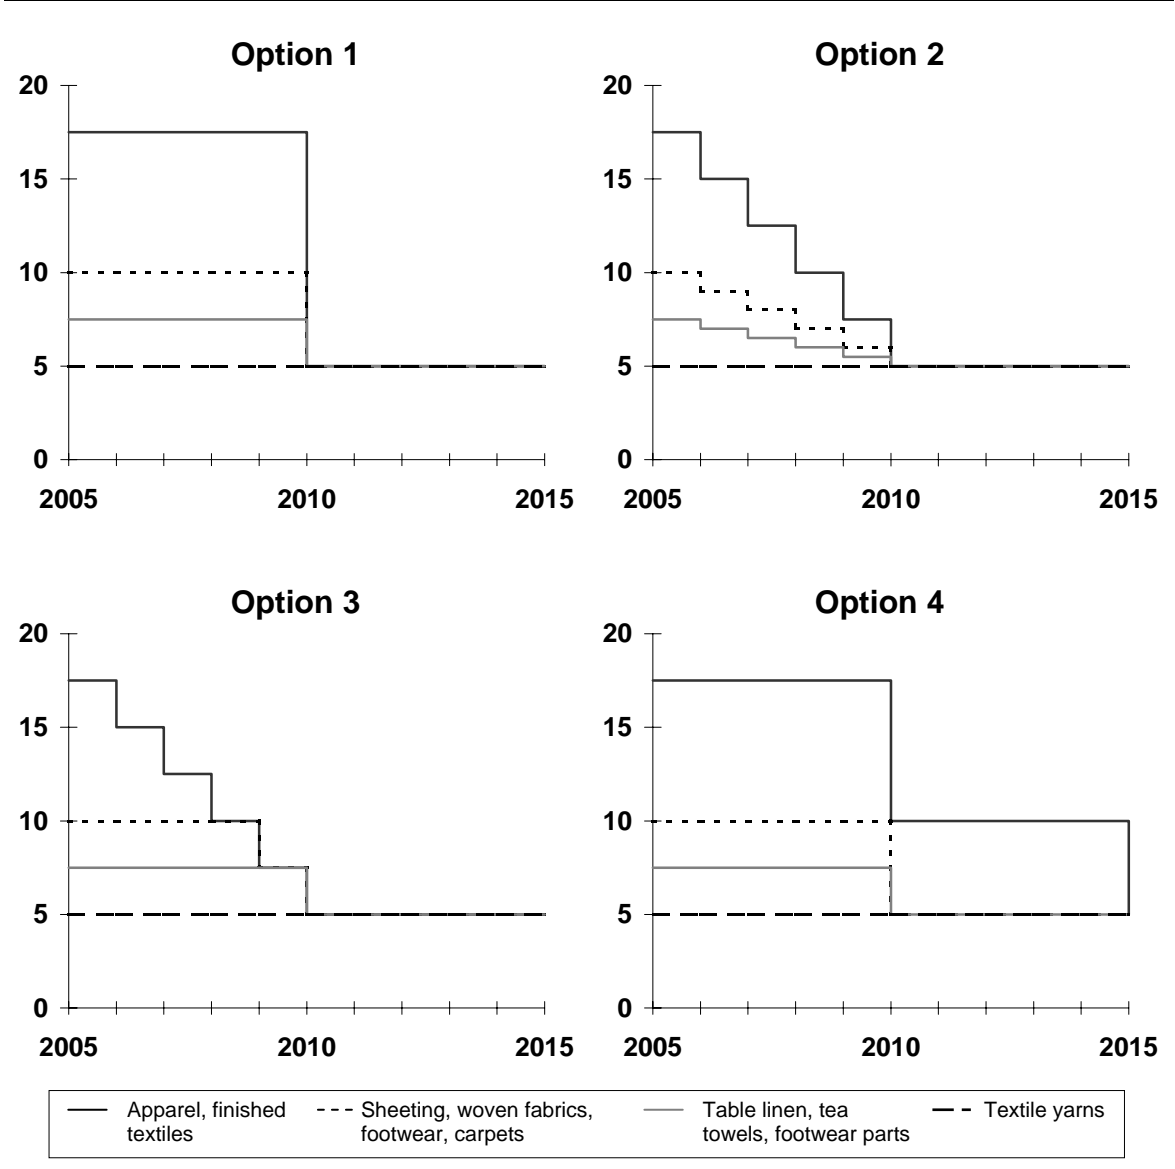 Option 1
20
15
10
5
0
2005 2010 2015
Option 2
20
15
10
5
0
2005 2010 2015
Option 3
20
15
10
5
0
2005 2010 2015
Option 4
20
15
10
5
0
2005 2010 2015
Apparel, finished
textiles
Sheeting, woven fabrics,
footwear, carpets
Table linen, tea
towels, footwear parts
Textile yarns